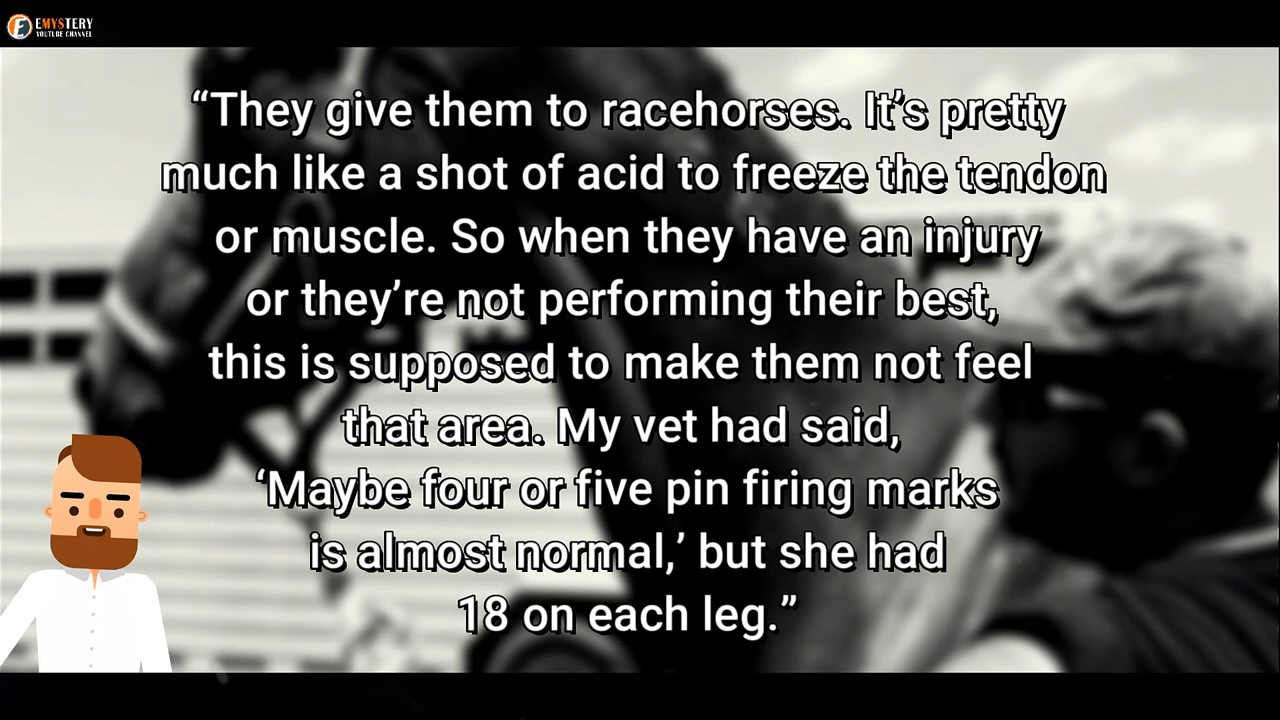 EMYSTERY
YOUTUBE CHANNEL
“They give them to racehorses. It’s pretty
much like a shot of acid to freeze the tendon
or muscle. So when they have an injury
or they’re not performing their best,
this is supposed to make them not feel
that area. My vet had said,
‘Maybe four or five pin firing marks
is almost normal,’ but she had
18 on each leg.”